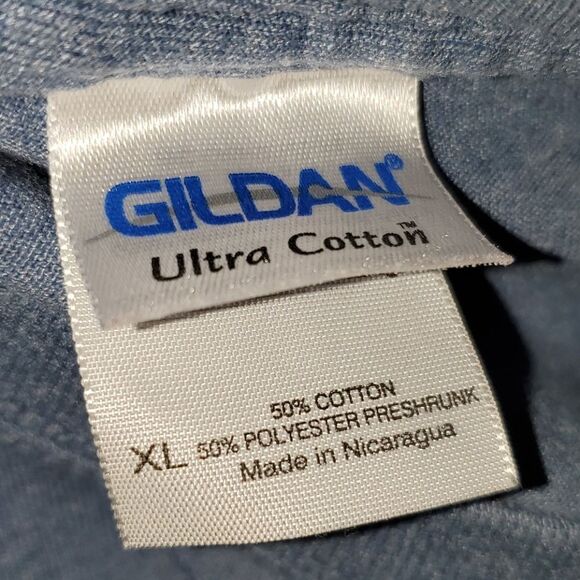 GILDAN®
Ultra Cotton™
50% COTTON
XL 50% POLYESTER PRESHRUNK
Made in Nicaragua